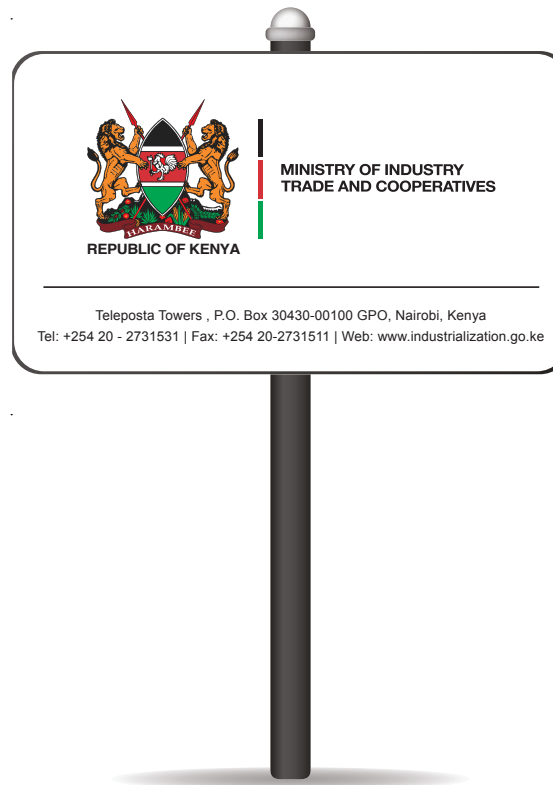 HARAMBEE
REPUBLIC OF KENYA
MINISTRY OF INDUSTRY
TRADE AND COOPERATIVES
Teleposta Towers , P.O. Box 30430-00100 GPO, Nairobi, Kenya
Tel: +254 20 - 2731531 | Fax: +254 20-2731511 | Web: www.industrialization.go.ke